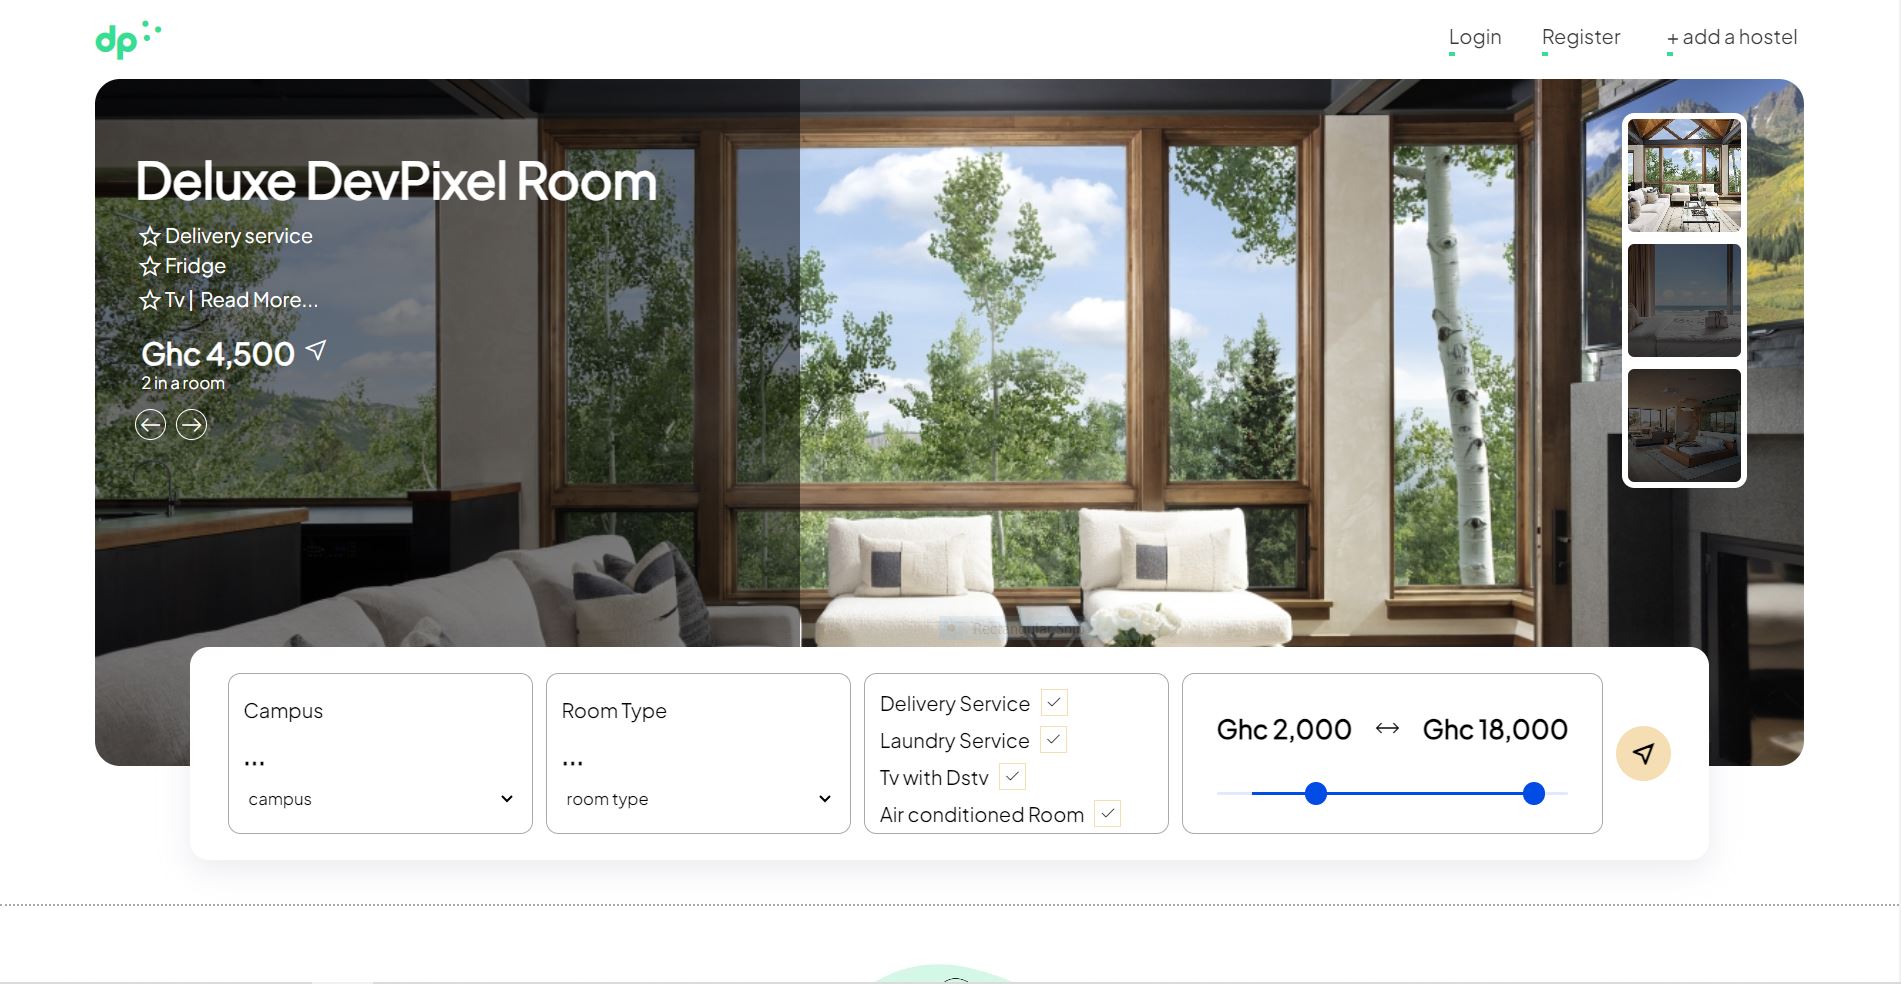 dp
Login Register + add a hostel
Deluxe DevPixel Room
Delivery service
Fridge
Tv | Read More...
Ghc 4,500
2 in a room
Rectangular Snip
Campus
...
campus
Room Type
...
room type
Delivery Service
Laundry Service
Tv with Dstv
Air conditioned Room
Ghc 2,000 Ghc 18,000